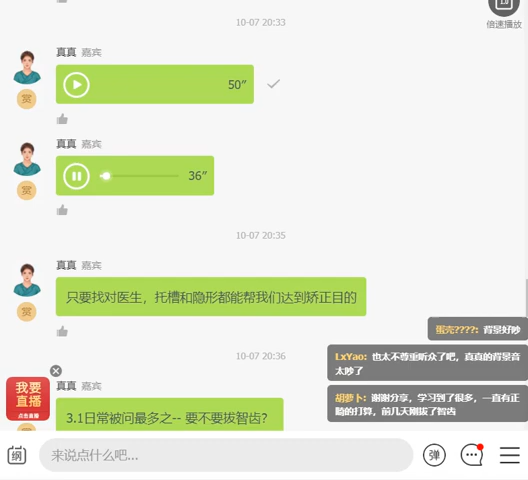 10-07 20:33
倍速播放
真真 嘉宾
50″
赏
真真 嘉宾
36″
赏
10-07 20:35
真真 嘉宾
只要找对医生，托槽和隐形都能帮我们达到矫正目的
赏
蛋壳????: 背景好吵
10-07 20:36
LxYao: 也太不尊重听众了吧，真真的背景音
太吵了
真真 嘉宾
我要
直播
点击直播
胡萝卜: 谢谢分享，学习到了很多，一直有正
畸的打算，前几天刚拔了智齿
3.1日常被问最多之-- 要不要拔智齿?
纲
来说点什么吧...
弹